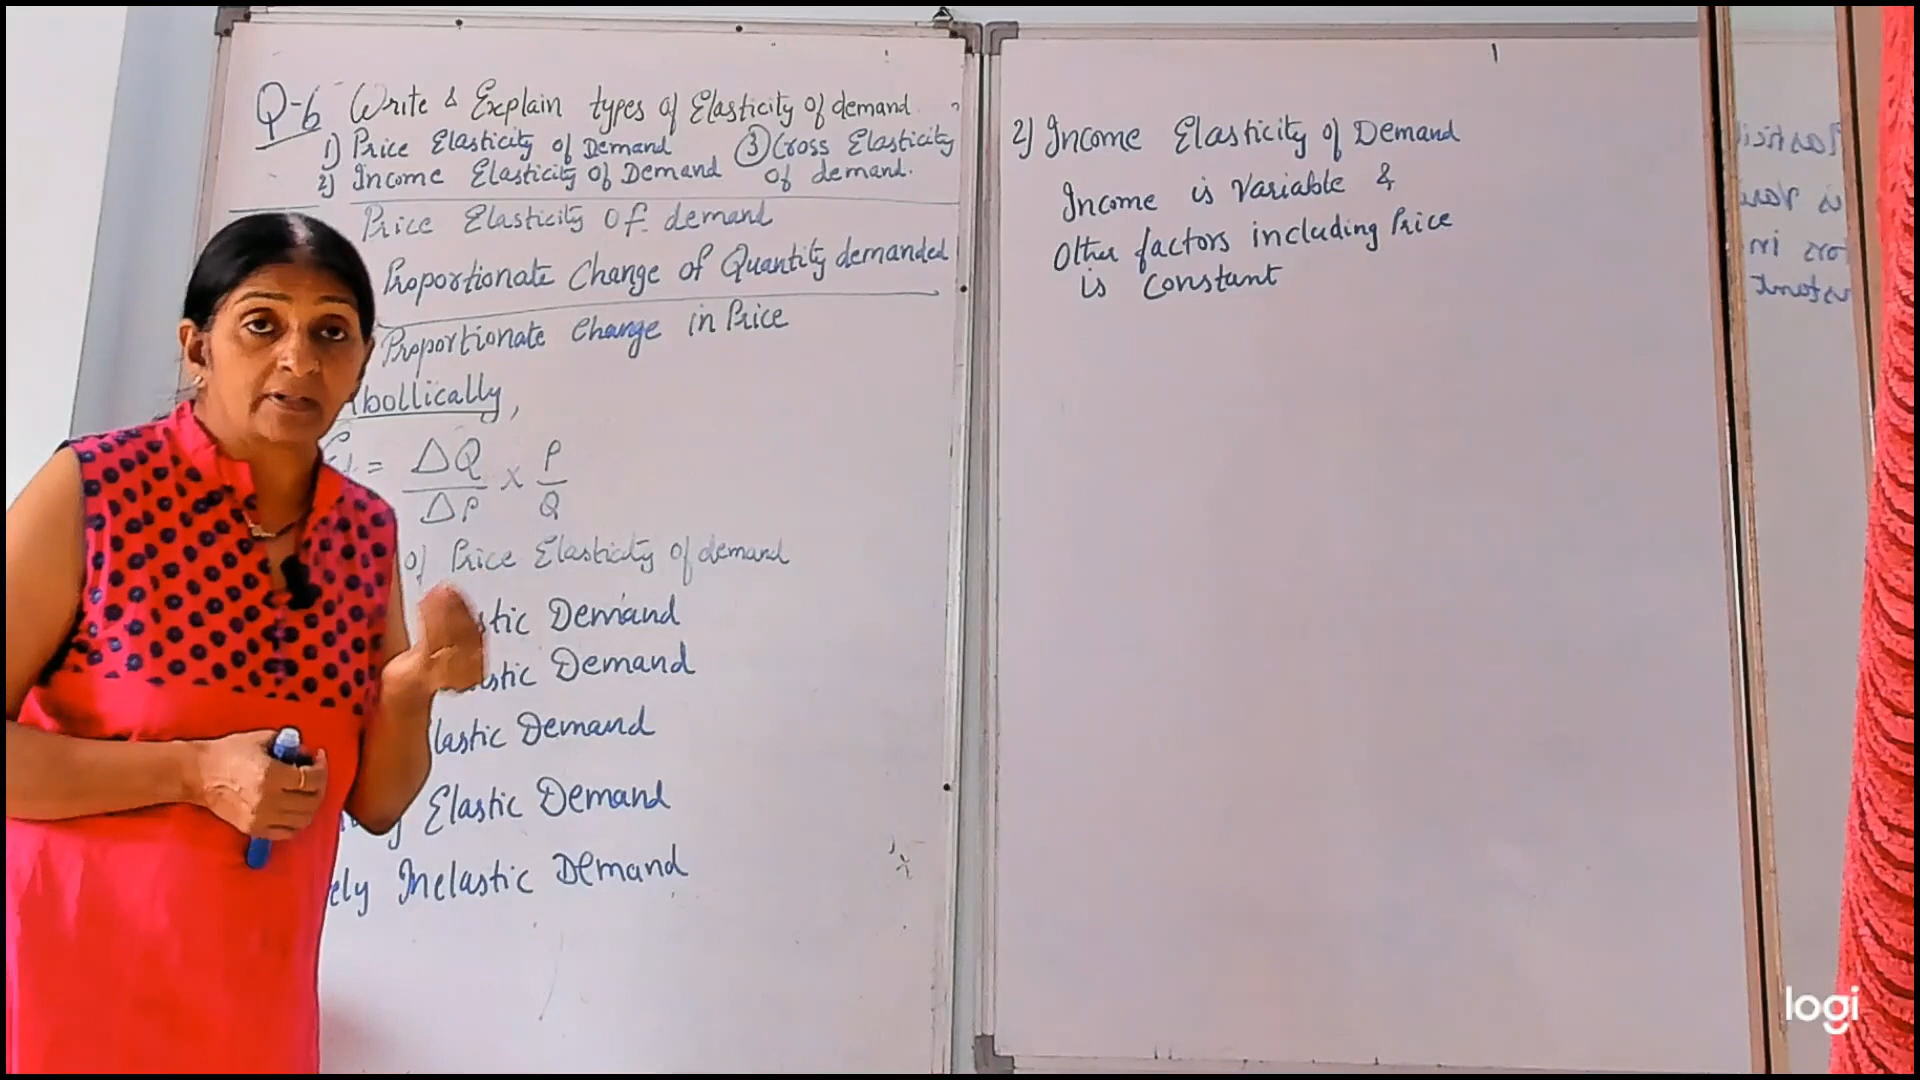 Q-6 Write & Explain types of Elasticity of demand.
1) Price Elasticity of Demand
2) Income Elasticity of Demand
③ Cross Elasticity
of demand.
Price Elasticity of demand
Proportionate Change of Quantity demanded
Proportionate Change in Price
bollically,
= ΔQ/ΔP × P/Q
of Price Elasticity of demand
stic Demand
stic Demand
lastic Demand
Elastic Demand
ely Inelastic Demand
2) Income Elasticity of Demand
Income is Variable &
Other factors including Price
is Constant
logi